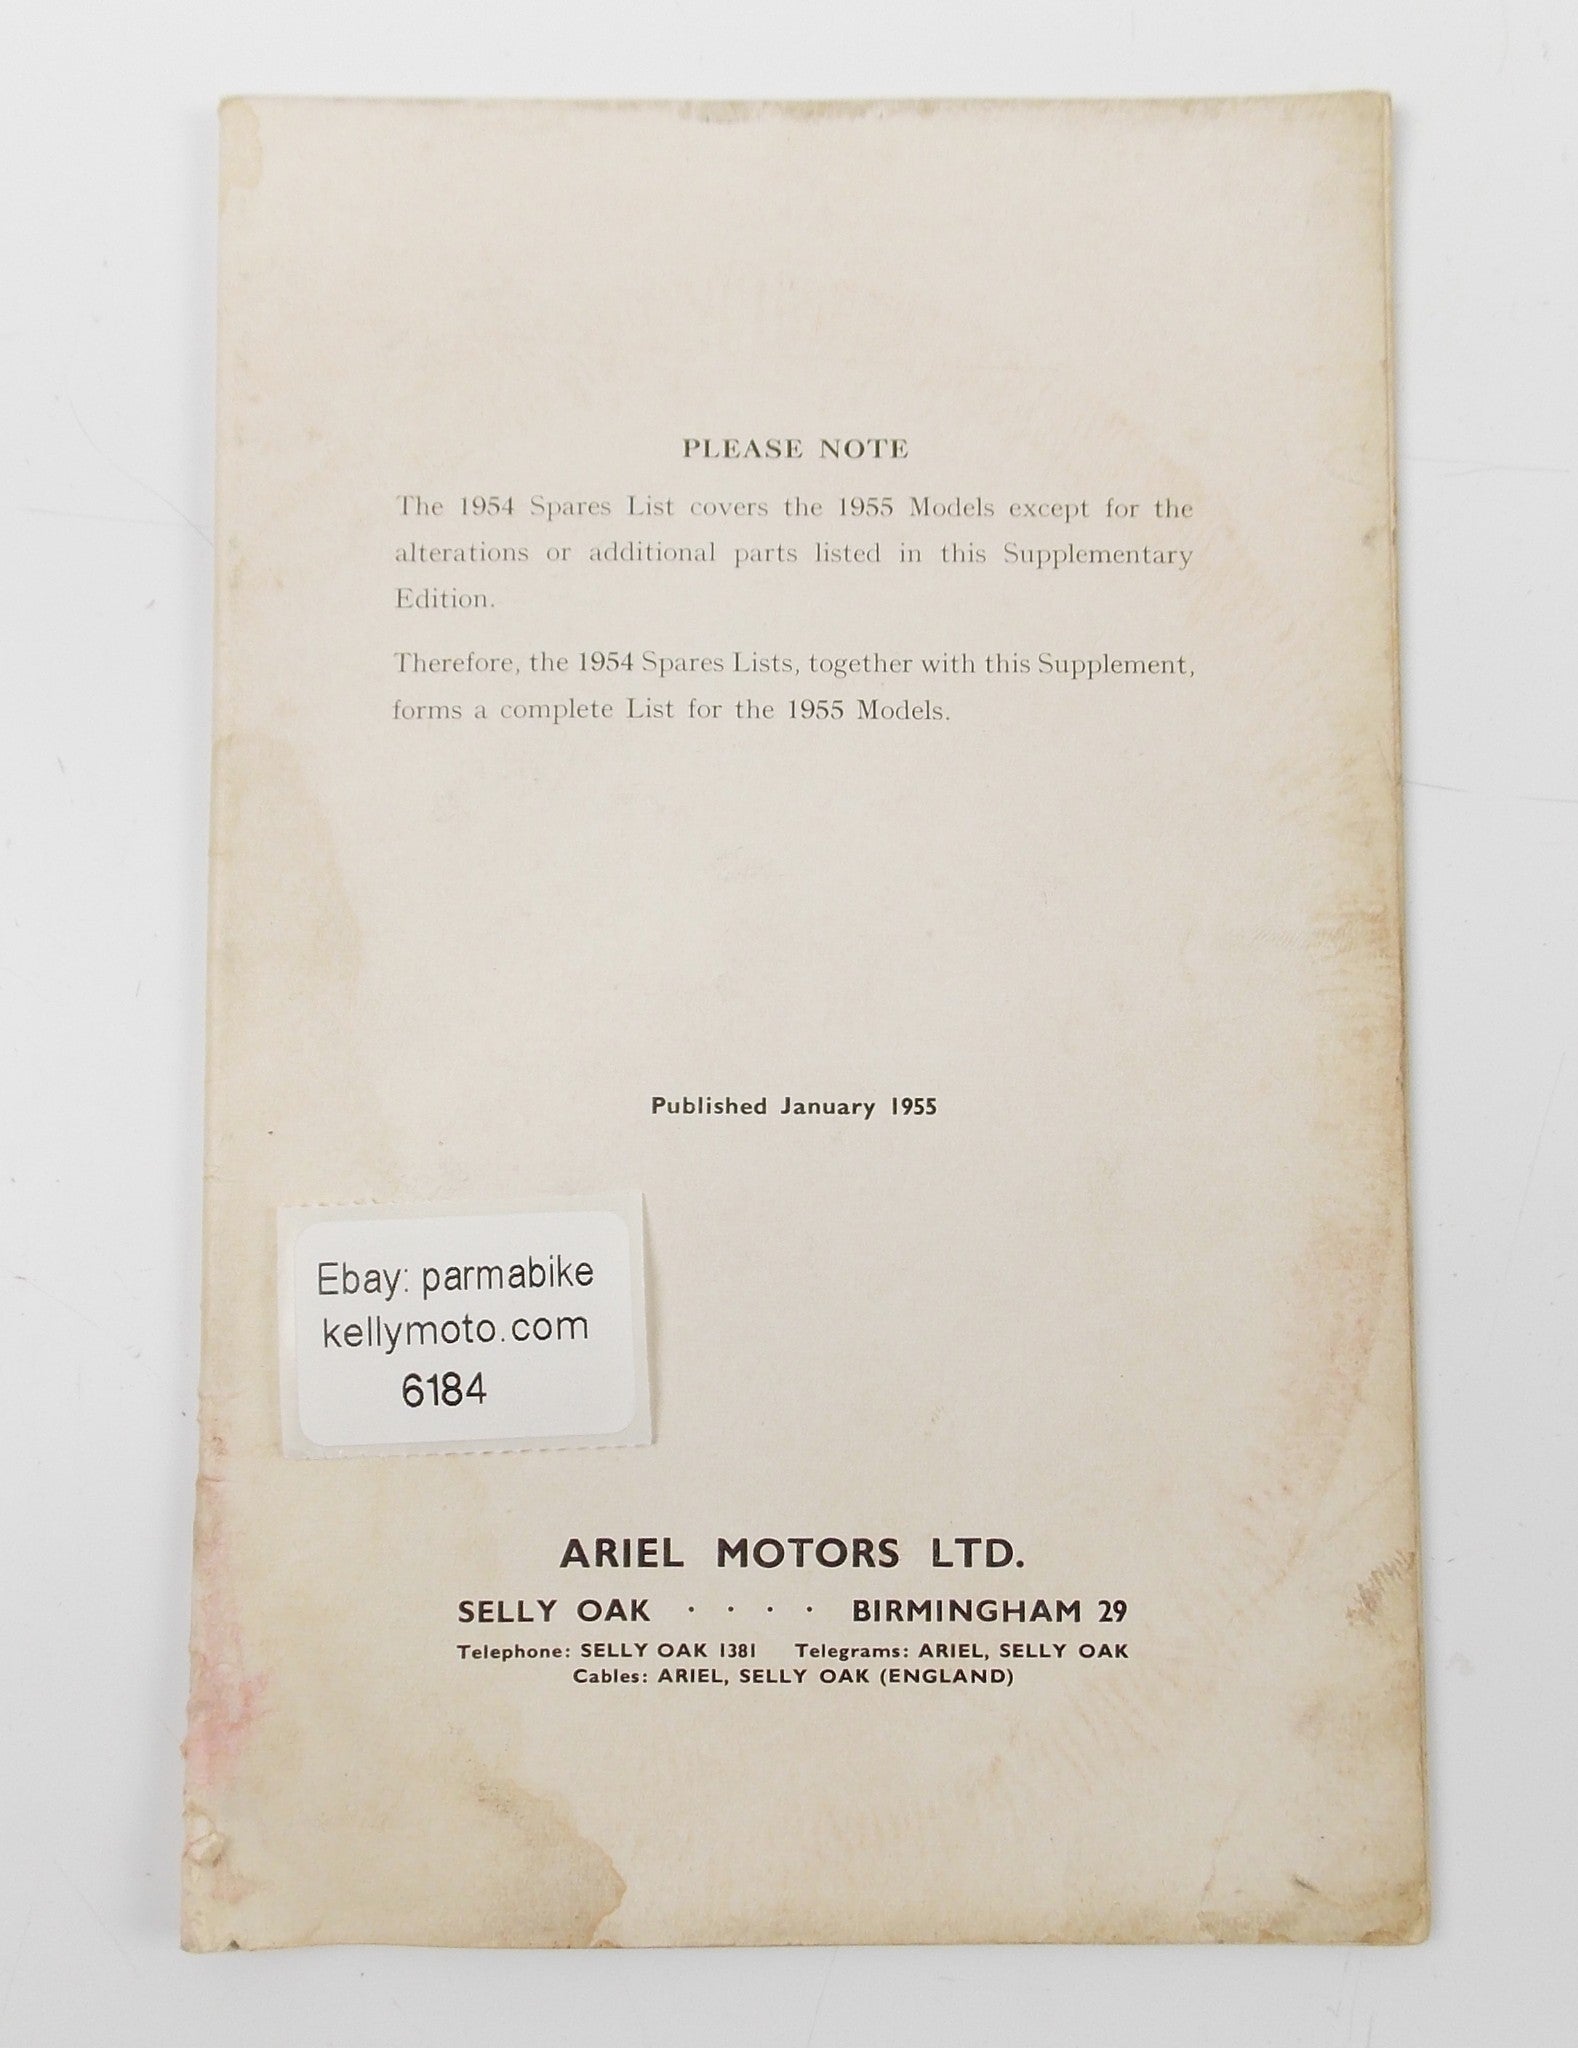 PLEASE NOTE
The 1954 Spares List covers the 1955 Models except for the
alterations or additional parts listed in this Supplementary
Edition.
Therefore, the 1954 Spares Lists, together with this Supplement,
forms a complete List for the 1955 Models.
Published January 1955
Ebay: parmabike
kellymoto.com
6184
ARIEL MOTORS LTD.
SELLY OAK · · · · BIRMINGHAM 29
Telephone: SELLY OAK 1381 Telegrams: ARIEL, SELLY OAK
Cables: ARIEL, SELLY OAK (ENGLAND)